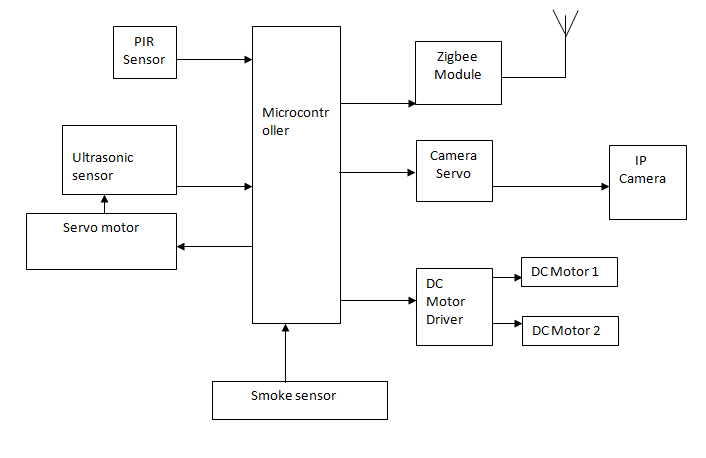 PIR
Sensor
Zigbee
Module
Microcontr
oller
Ultrasonic
sensor
Camera
Servo
IP
Camera
Servo motor
DC
Motor
Driver
DC Motor 1
DC Motor 2
Smoke sensor